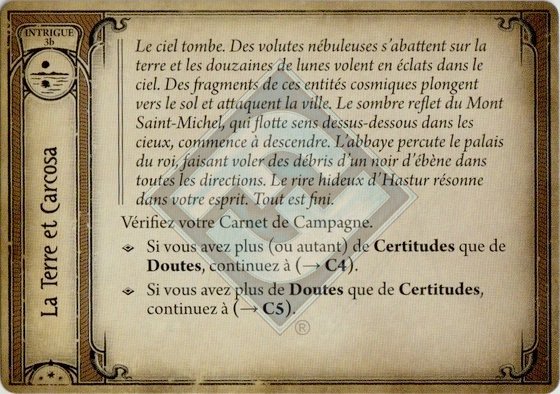 INTRIGUE
3b
La Terre et Carcosa
Le ciel tombe. Des volutes nébuleuses s'abattent sur la
terre et les douzaines de lunes volent en éclats dans le
ciel. Des fragments de ces entités cosmiques plongent
vers le sol et attaquent la ville. Le sombre reflet du Mont
Saint-Michel, qui flotte sens dessus-dessous dans les
cieux, commence à descendre. L'abbaye percute le palais
du roi, faisant voler des débris d'un noir d'ébène dans
toutes les directions. Le rire hideux d'Hastur résonne
dans votre esprit. Tout est fini.
Vérifiez votre Carnet de Campagne.
Si vous avez plus (ou autant) de Certitudes que de
Doutes, continuez à (→ C4).
Si vous avez plus de Doutes que de Certitudes,
continuez à (→ C5).
®